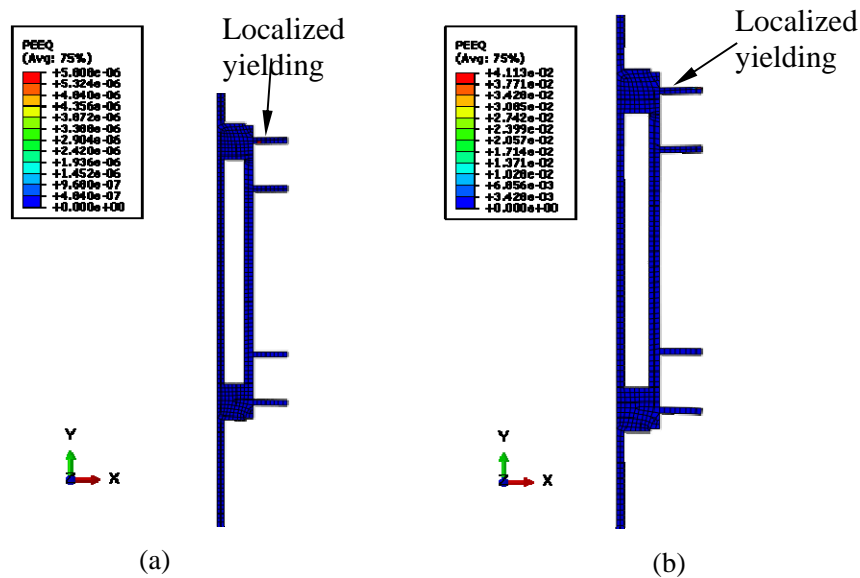 Localized
yielding
PEEQ
(Avg: 75%)
+5.808e-06
+5.324e-06
+4.840e-06
+4.356e-06
+3.872e-06
+3.388e-06
+2.904e-06
+2.420e-06
+1.936e-06
+1.452e-06
+9.680e-07
+4.840e-07
+0.000e+00
Y
Z
X
(a)
Localized
yielding
PEEQ
(Avg: 75%)
+4.113e-02
+3.771e-02
+3.428e-02
+3.085e-02
+2.742e-02
+2.399e-02
+2.057e-02
+1.714e-02
+1.371e-02
+1.028e-02
+6.856e-03
+3.428e-03
+0.000e+00
Y
Z
X
(b)